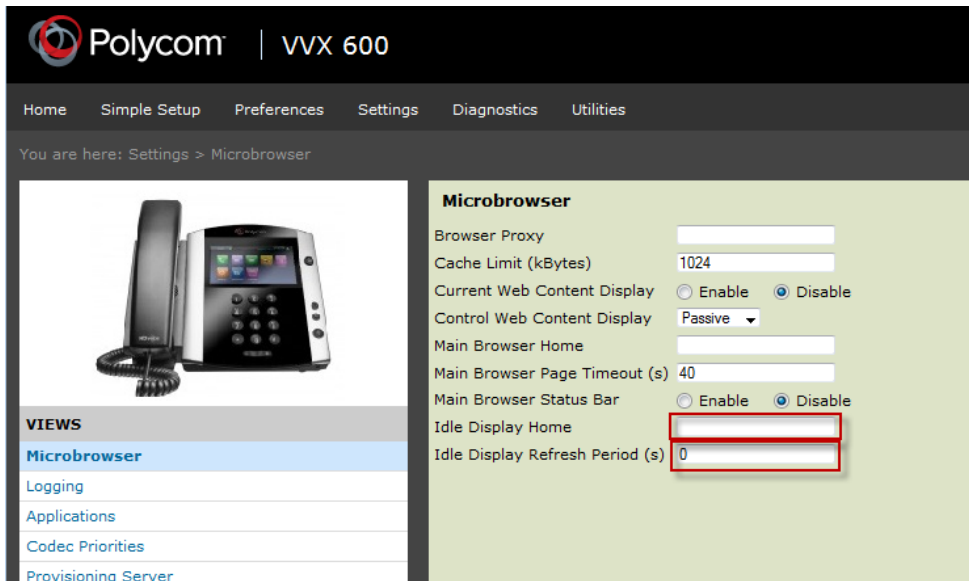 Polycom | VVX 600
Home Simple Setup Preferences Settings Diagnostics Utilities
You are here: Settings > Microbrowser
VIEWS
Microbrowser
Logging
Applications
Codec Priorities
Provisioning Server
Microbrowser
Browser Proxy
Cache Limit (kBytes) 1024
Current Web Content Display Enable Disable
Control Web Content Display Passive
Main Browser Home
Main Browser Page Timeout (s) 40
Main Browser Status Bar Enable Disable
Idle Display Home
Idle Display Refresh Period (s) 0